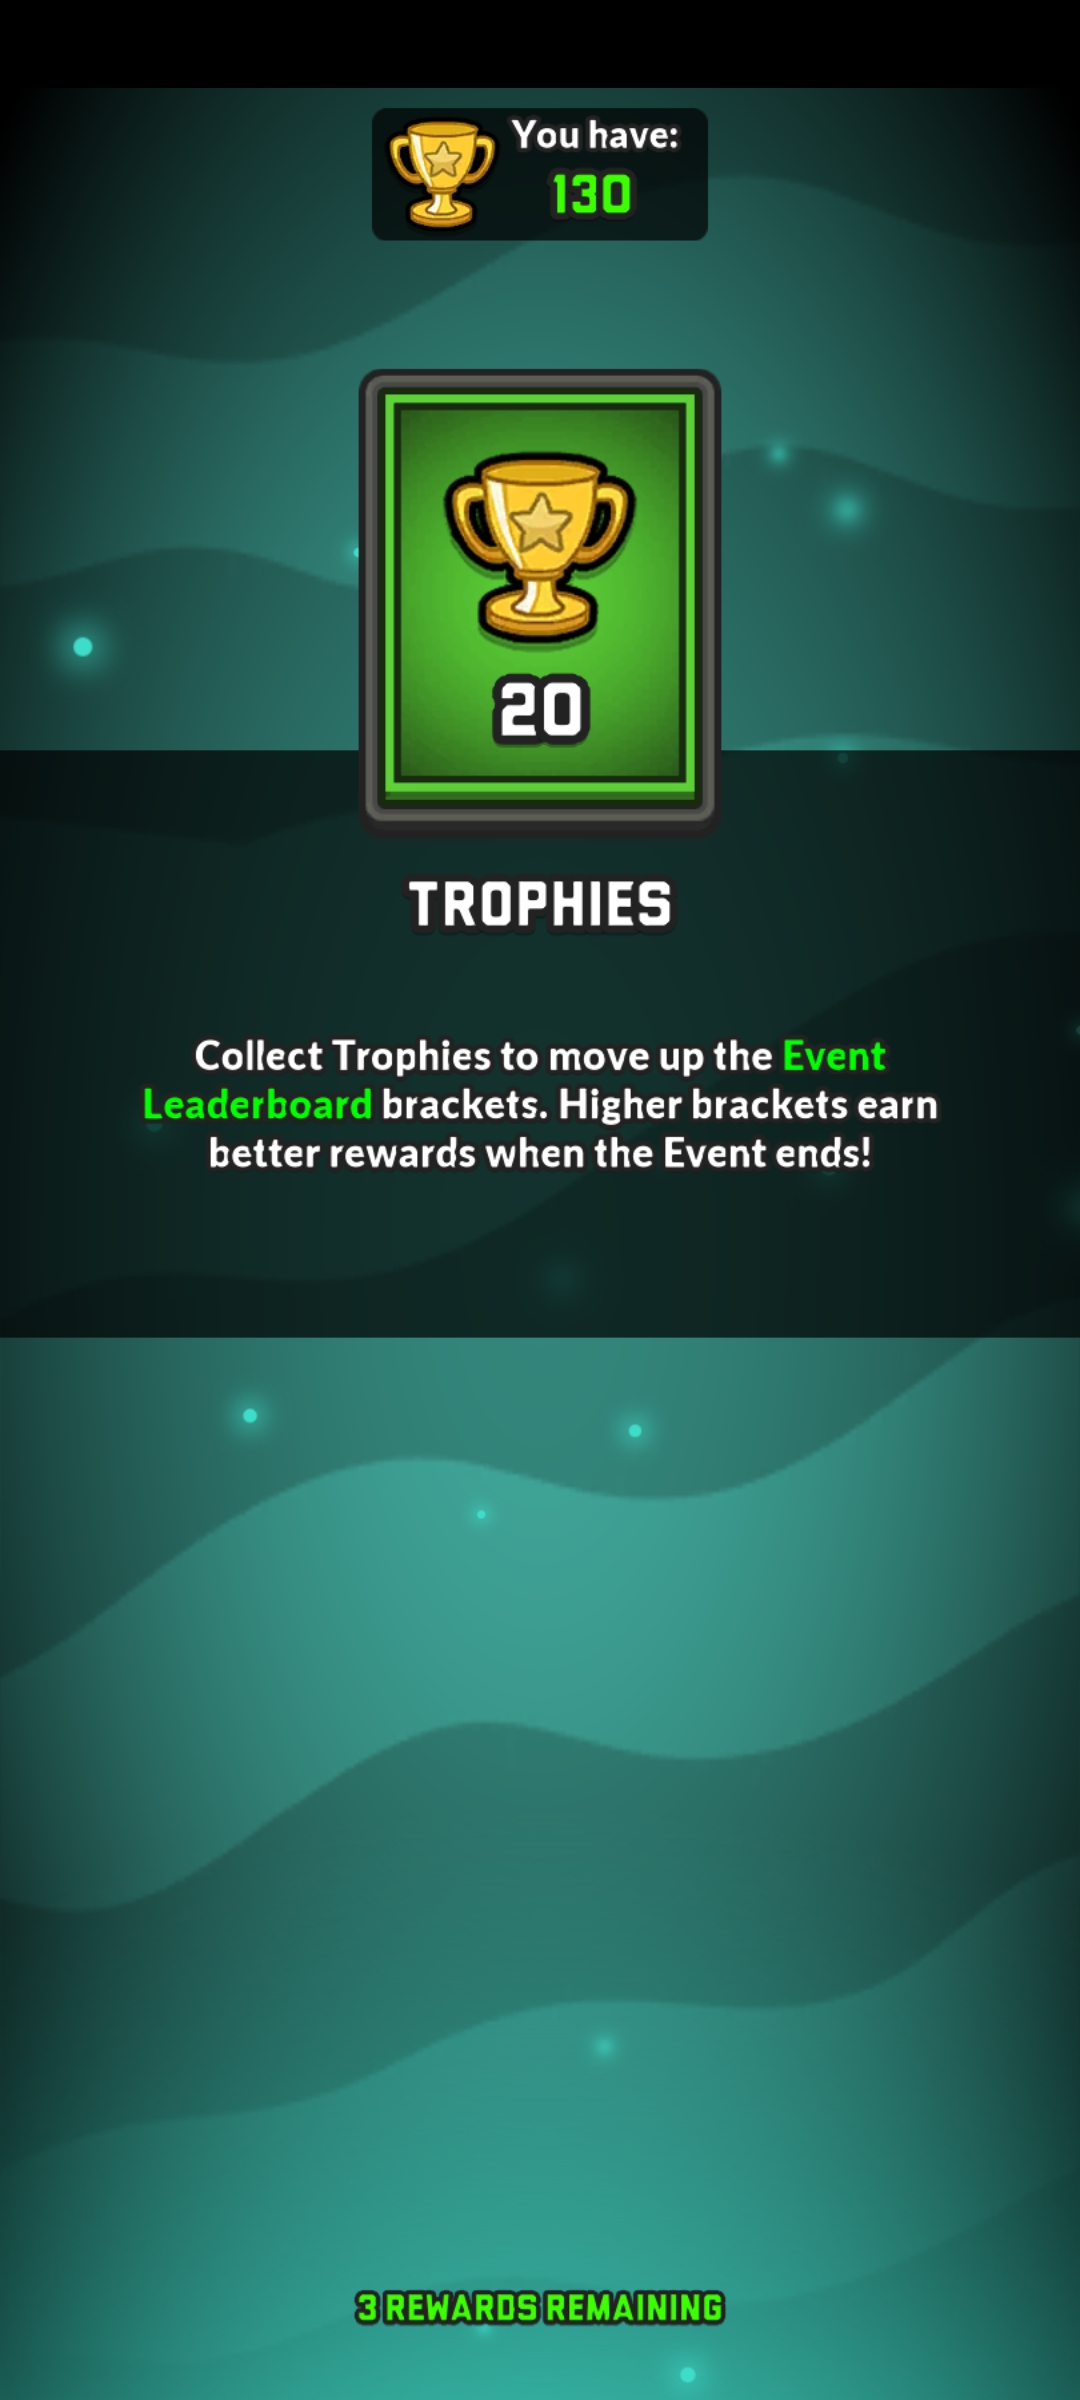 You have:
130
20
TROPHIES
Collect Trophies to move up the Event
Leaderboard brackets. Higher brackets earn
better rewards when the Event ends!
3 REWARDS REMAINING